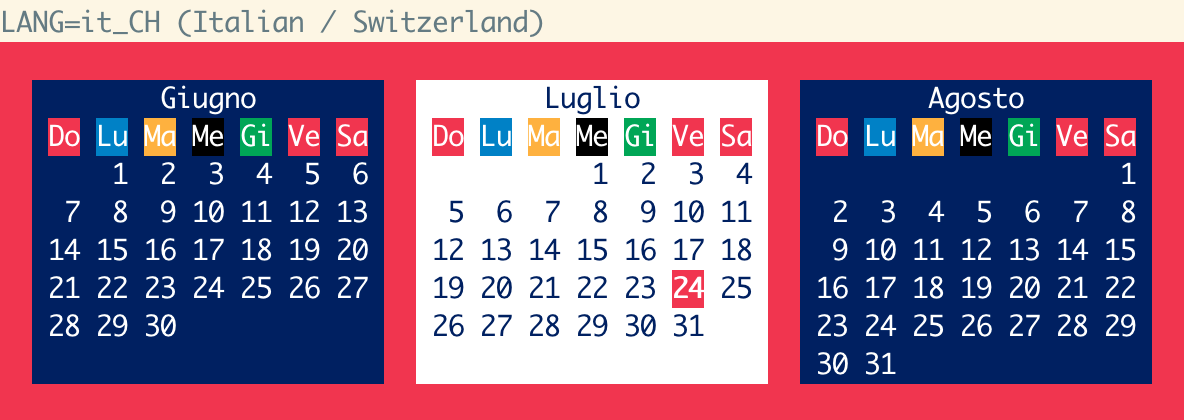 LANG=it_CH (Italian / Switzerland)
Giugno Luglio Agosto
Do Lu Ma Me Gi Ve Sa Do Lu Ma Me Gi Ve Sa Do Lu Ma Me Gi Ve Sa
1 2 3 4 5 6 1 2 3 4 1
7 8 9 10 11 12 13 5 6 7 8 9 10 11 2 3 4 5 6 7 8
14 15 16 17 18 19 20 12 13 14 15 16 17 18 9 10 11 12 13 14 15
21 22 23 24 25 26 27 19 20 21 22 23 24 25 16 17 18 19 20 21 22
28 29 30 26 27 28 29 30 31 23 24 25 26 27 28 29
30 31